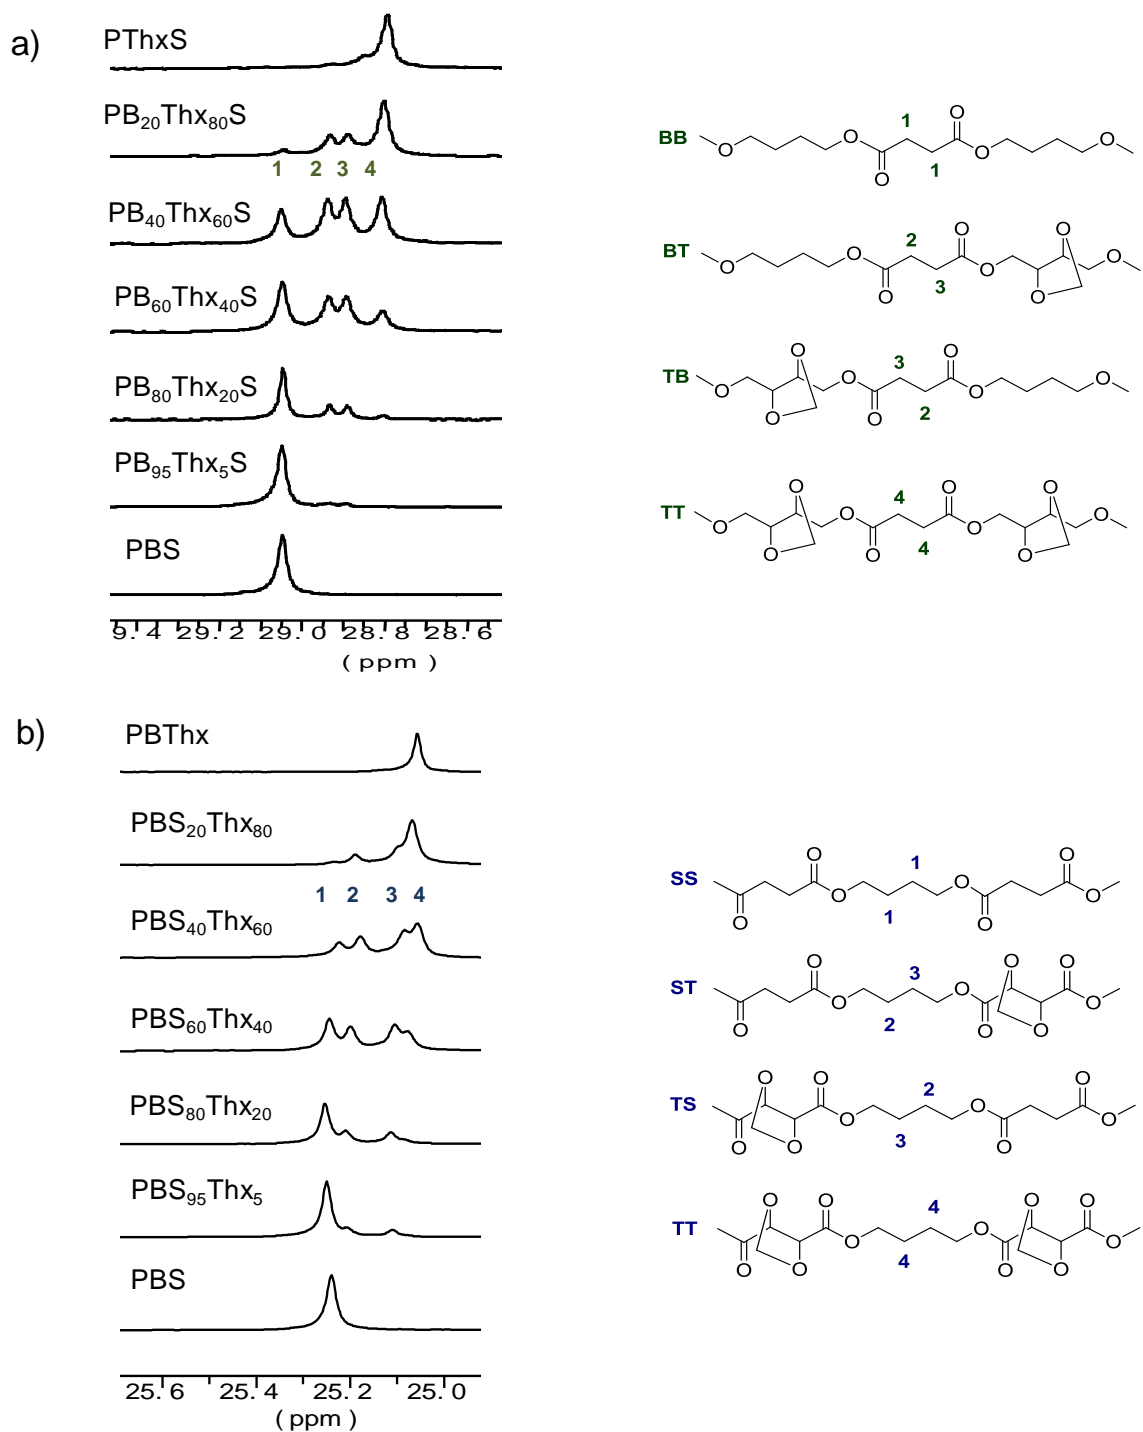 a)
PThxS
PB20Thx80S
1 2 3 4
PB40Thx60S
PB60Thx40S
PB80Thx20S
PB95Thx5S
PBS
9.4 29.2 29.0 28.8 28.6
(ppm)
BB
1
O O O O O O
1
BT
2
O O O O O O O O
3
TB
3
O O O O O O O O
2
TT
4
O O O O O O O O O O
4
b)
PBThx
PBS20Thx80
1 2 3 4
PBS40Thx60
PBS60Thx40
PBS80Thx20
PBS95Thx5
PBS
25.6 25.4 25.2 25.0
(ppm)
SS
1
O O O O O O O
1
ST
3
O O O O O O O O O
2
TS
2
O O O O O O O O O
3
TT
4
O O O O O O O O O O O
4